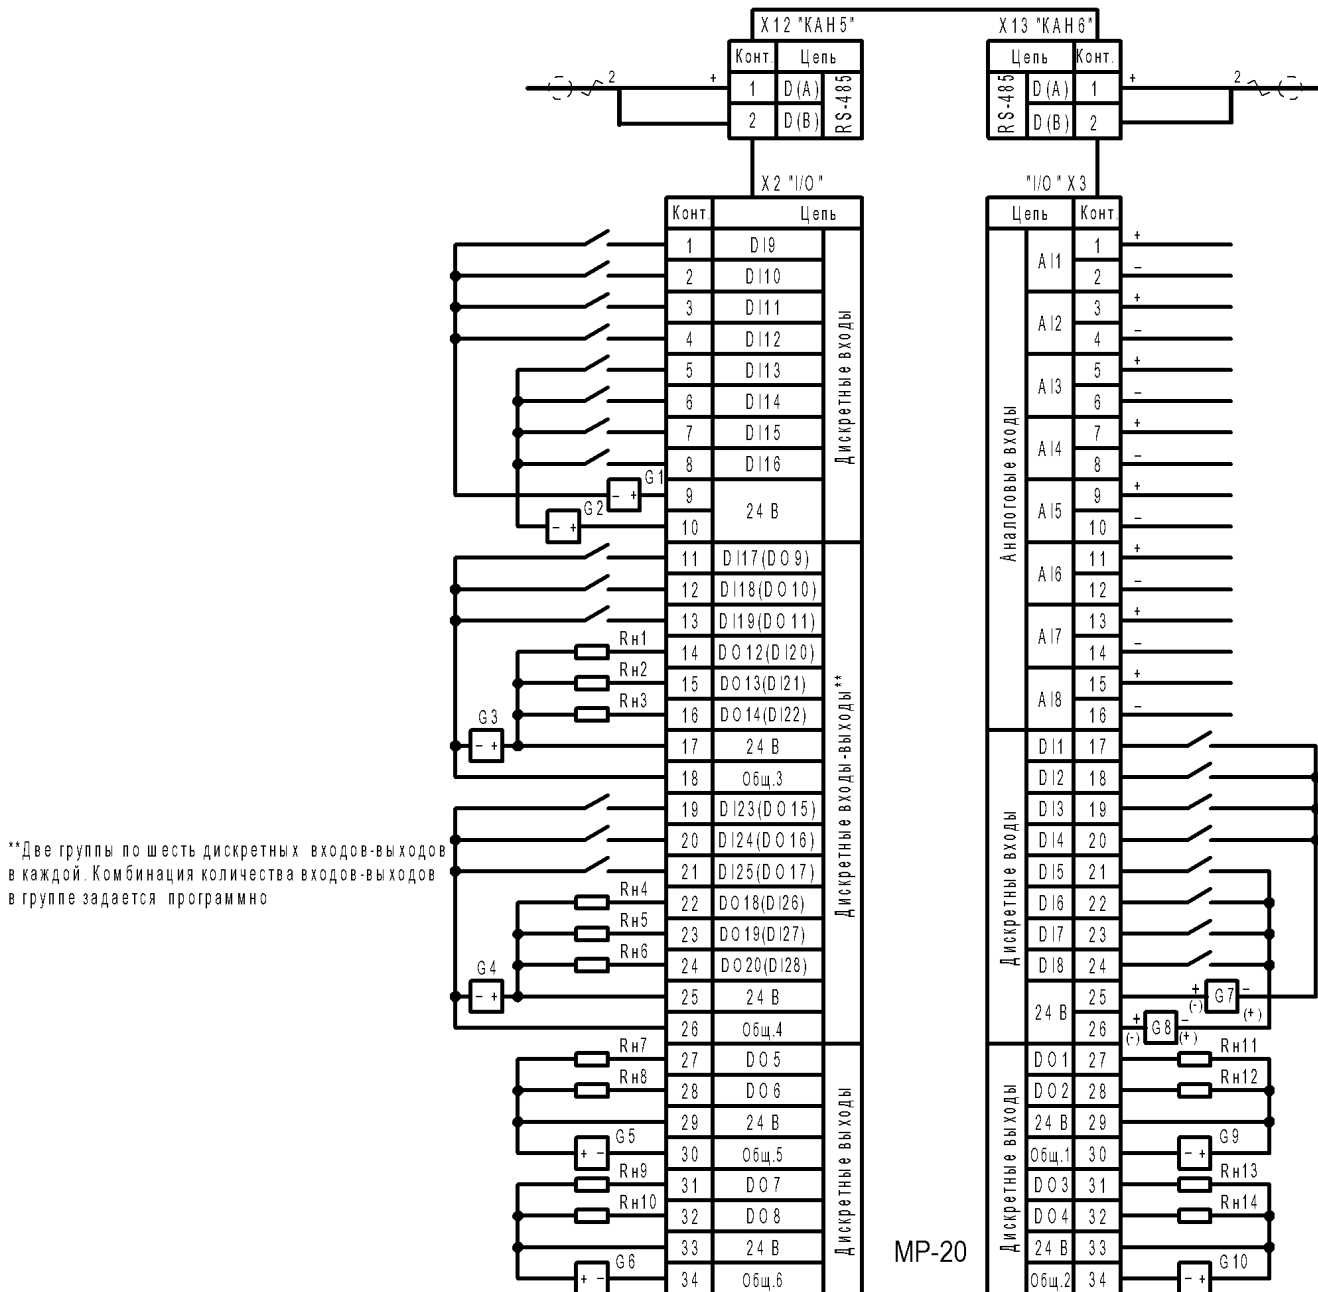 X12 "КАН5"
Конт. Цепь
2 + 1 D(A) RS-485
2 D(B)
X13 "КАН6"
Цепь Конт.
RS-485 D(A) 1 + 2
D(B) 2
X2 "I/O"
Конт. Цепь
1 DI9
2 DI10
3 DI11
4 DI12
5 DI13
6 DI14
7 DI15
8 DI16
G1 - + 9 24 В
G2 - + 10
Дискретные входы
11 DI17(DO9)
12 DI18(DO10)
13 DI19(DO11)
Rн1 14 DO12(DI20)
Rн2 15 DO13(DI21)
Rн3 16 DO14(DI22)
G3 - + 17 24 В
18 Общ.3
19 DI23(DO15)
20 DI24(DO16)
21 DI25(DO17)
Rн4 22 DO18(DI26)
Rн5 23 DO19(DI27)
Rн6 24 DO20(DI28)
G4 - + 25 24 В
26 Общ.4
Дискретные входы-выходы**
Rн7 27 DO5
Rн8 28 DO6
29 24 В
G5 + - 30 Общ.5
Rн9 31 DO7
Rн10 32 DO8
33 24 В
G6 + - 34 Общ.6
Дискретные выходы
**Две группы по шесть дискретных входов-выходов
в каждой. Комбинация количества входов-выходов
в группе задается программно
МР-20
"I/O" X3
Цепь Конт.
Аналоговые входы
AI1 1 +
2 -
AI2 3 +
4 -
AI3 5 +
6 -
AI4 7 +
8 -
AI5 9 +
10 -
AI6 11 +
12 -
AI7 13 +
14 -
AI8 15 +
16 -
Дискретные входы
DI1 17
DI2 18
DI3 19
DI4 20
DI5 21
DI6 22
DI7 23
DI8 24
24 В 25 + (-) G7 - (+)
26 + (-) G8 - (+)
Дискретные выходы
DO1 27 Rн11
DO2 28 Rн12
24 В 29
Общ.1 30 - + G9
DO3 31 Rн13
DO4 32 Rн14
24 В 33
Общ.2 34 - + G10